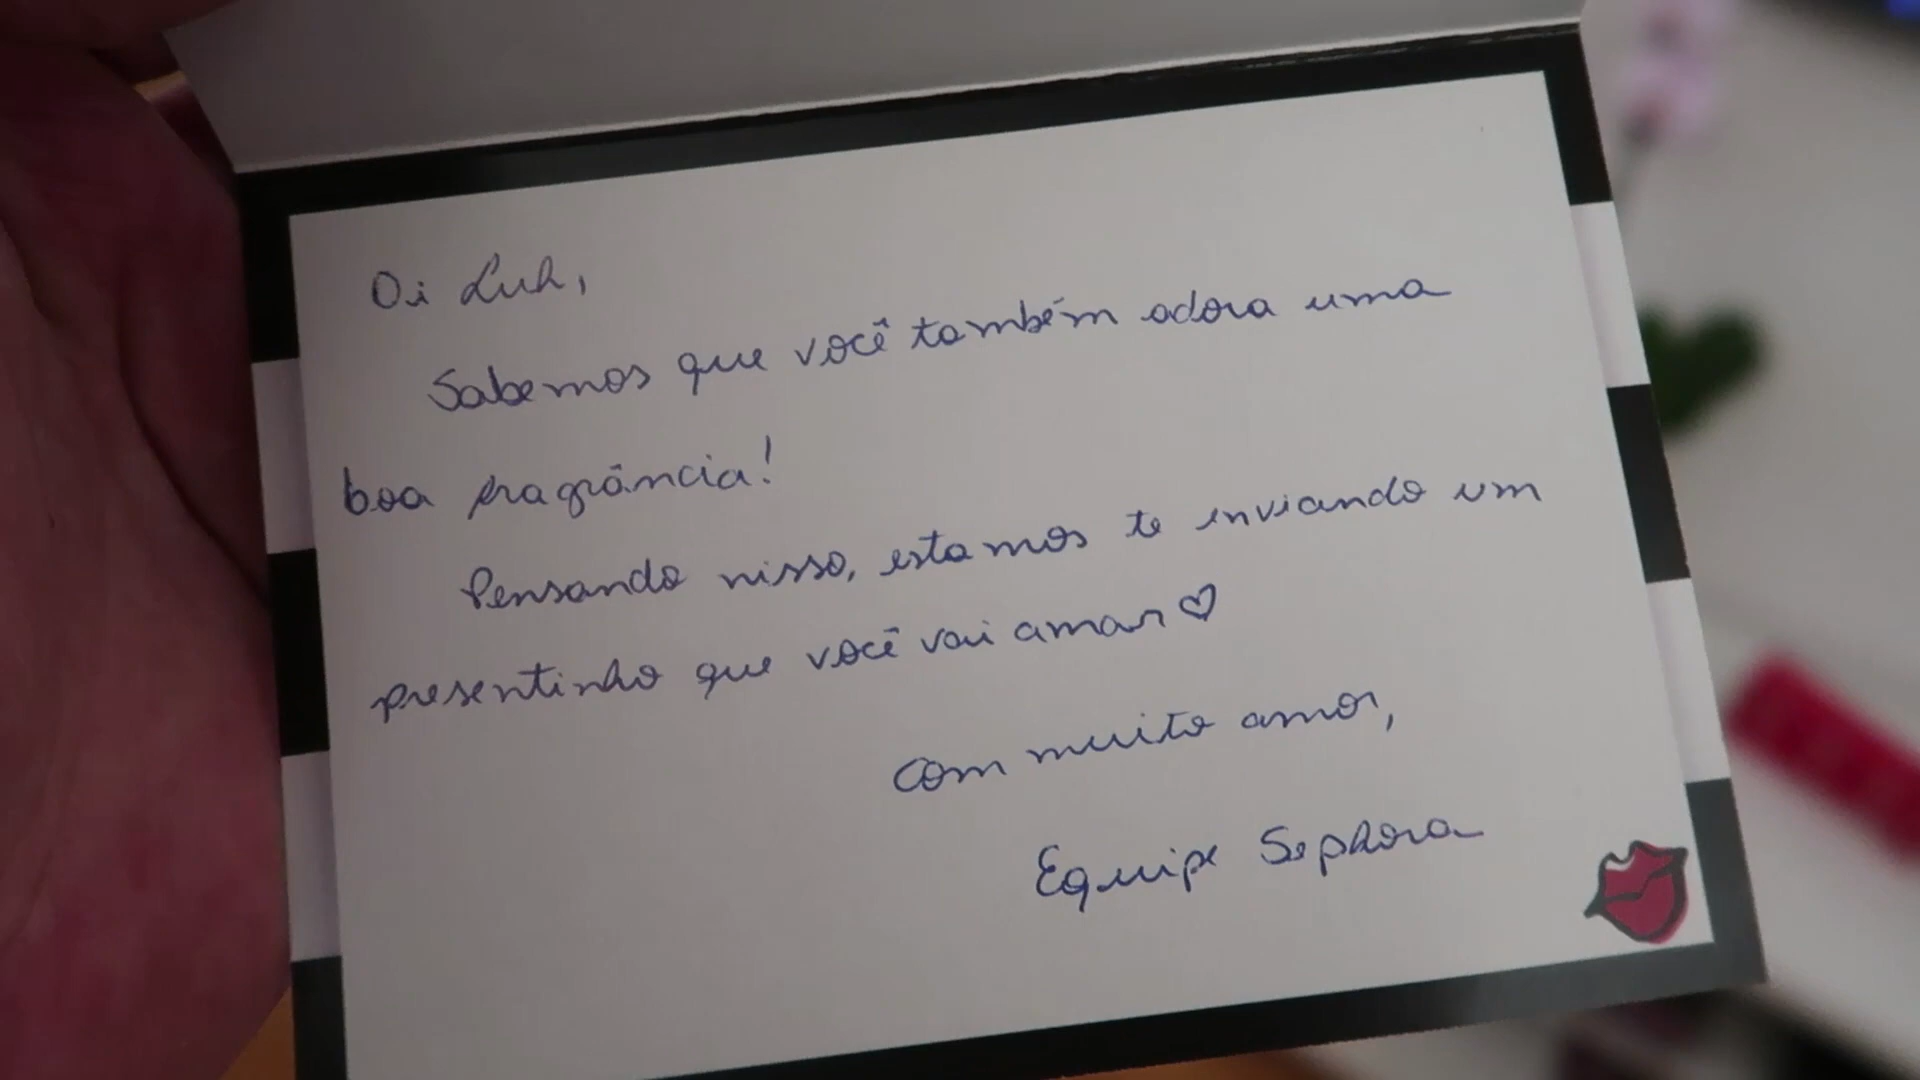 Oi Luh,
Sabemos que você também adora uma
boa fragrância!
Pensando nisso, estamos te inviando um
presentinho que você vai amar♡
Com muito amor,
Equipe Sephora